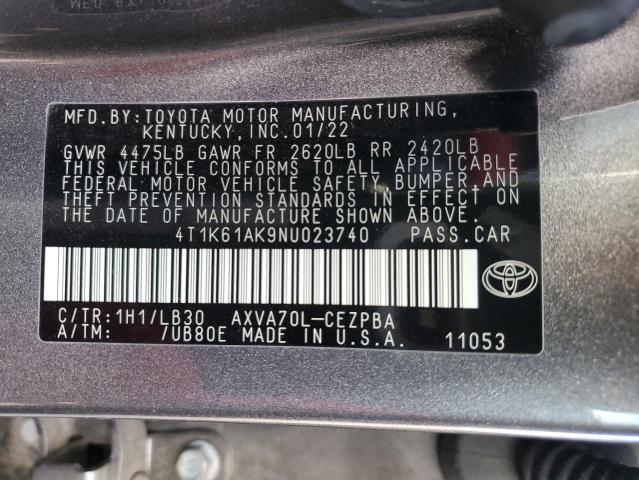 MFD.BY:TOYOTA MOTOR MANUFACTURING,
KENTUCKY, INC.01/22
GVWR 4475LB GAWR FR 2620LB RR 2420LB
THIS VEHICLE CONFORMS TO ALL APPLICABLE
FEDERAL MOTOR VEHICLE SAFETY, BUMPER,AND
THEFT PREVENTION STANDARDS IN EFFECT ON
THE DATE OF MANUFACTURE SHOWN ABOVE.
4T1K61AK9NU023740 PASS.CAR
C/TR:1H1/LB30 AXVA70L-CEZPBA
A/TM: 7UB80E MADE IN U.S.A. 11053